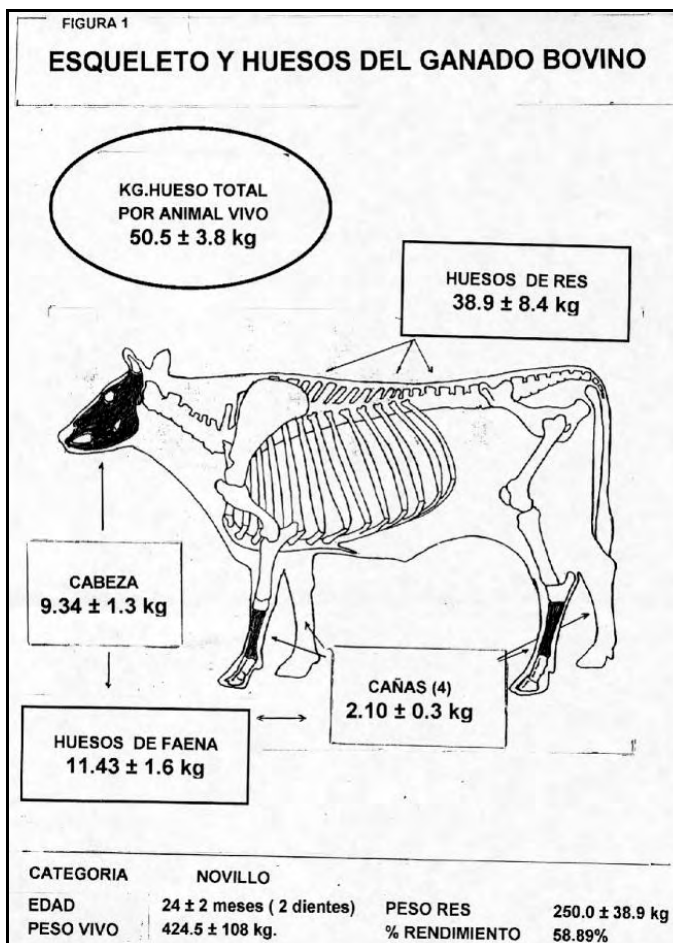 FIGURA 1
ESQUELETO Y HUESOS DEL GANADO BOVINO
KG.HUESO TOTAL
POR ANIMAL VIVO
50.5 ± 3.8 kg
HUESOS DE RES
38.9 ± 8.4 kg
CABEZA
9.34 ± 1.3 kg
CAÑAS (4)
2.10 ± 0.3 kg
HUESOS DE FAENA
11.43 ± 1.6 kg
CATEGORIA NOVILLO
EDAD 24 ± 2 meses ( 2 dientes) PESO RES 250.0 ± 38.9 kg
PESO VIVO 424.5 ± 108 kg. % RENDIMIENTO 58.89%